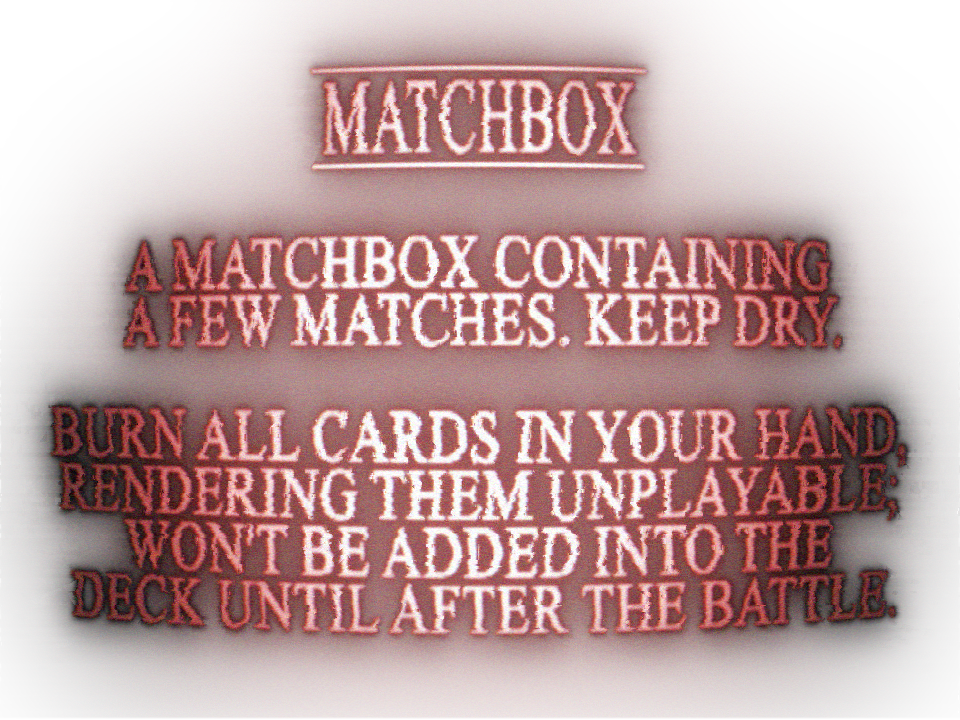 MATCHBOX
A MATCHBOX CONTAINING
A FEW MATCHES. KEEP DRY.
BURN ALL CARDS IN YOUR HAND,
RENDERING THEM UNPLAYABLE;
WON'T BE ADDED INTO THE
DECK UNTIL AFTER THE BATTLE.